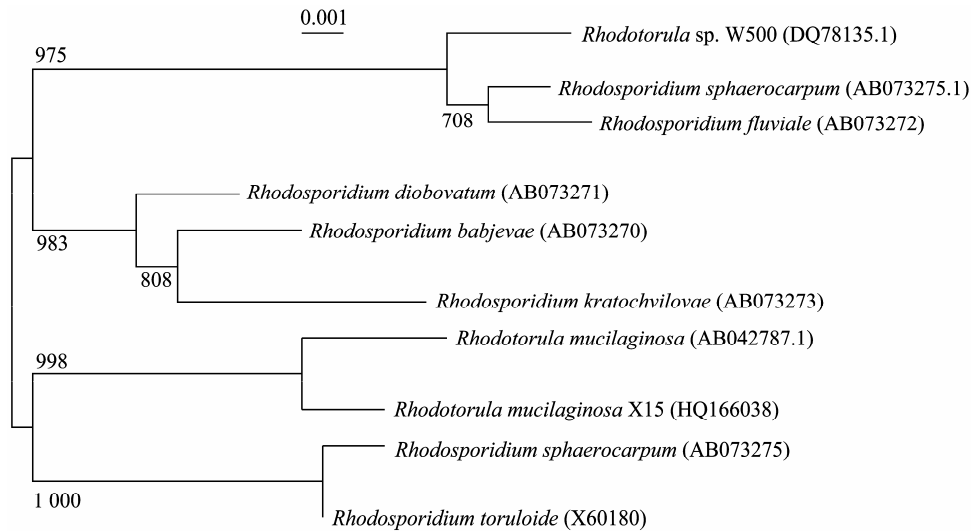 0.001
975
Rhodotorula sp. W500 (DQ78135.1)
Rhodosporidium sphaerocarpum (AB073275.1)
708
Rhodosporidium fluviale (AB073272)
Rhodosporidium diobovatum (AB073271)
Rhodosporidium babjevae (AB073270)
983
808
Rhodosporidium kratochvilovae (AB073273)
Rhodotorula mucilaginosa (AB042787.1)
998
Rhodotorula mucilaginosa X15 (HQ166038)
Rhodosporidium sphaerocarpum (AB073275)
1 000
Rhodosporidium toruloide (X60180)